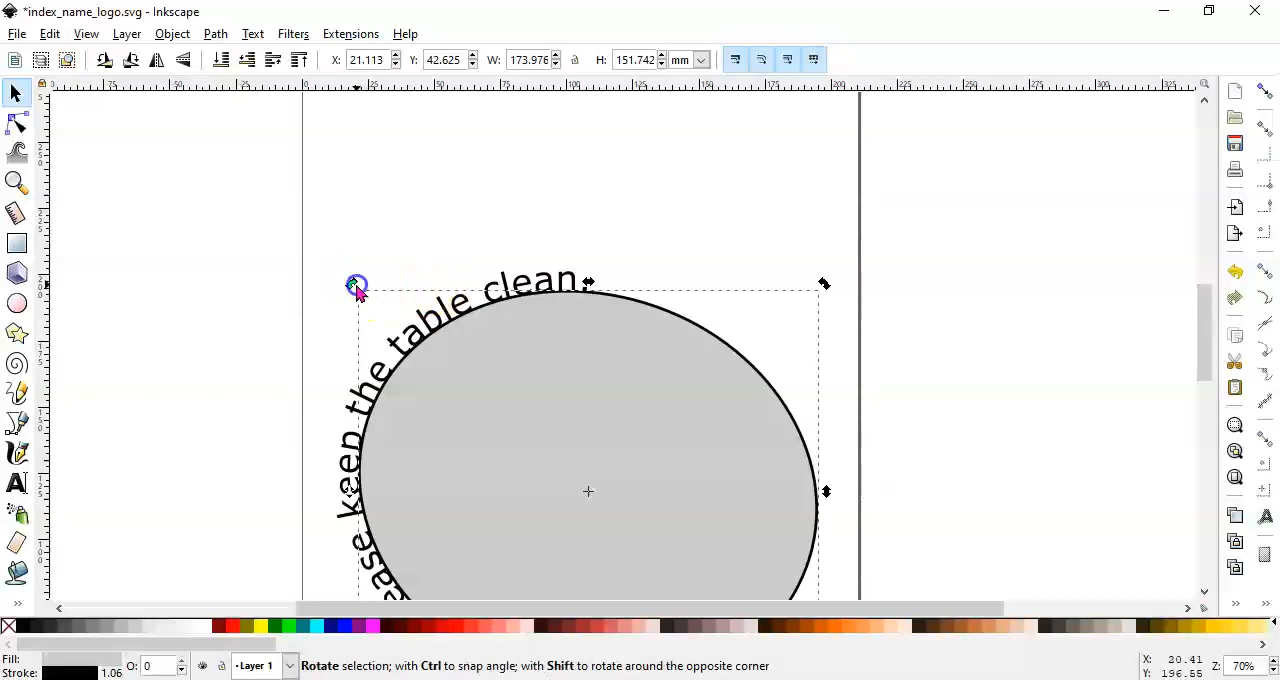 *index_name_logo.svg - Inkscape
File Edit View Layer Object Path Text Filters Extensions Help
X: 21.113 Y: 42.625 W: 173.976 H: 151.742 mm
ease keep the table clean.
Fill:
Stroke: 1.06 O: 0 Layer 1 Rotate selection; with Ctrl to snap angle; with Shift to rotate around the opposite corner
X: 20.41
Y: 196.55
Z: 70%